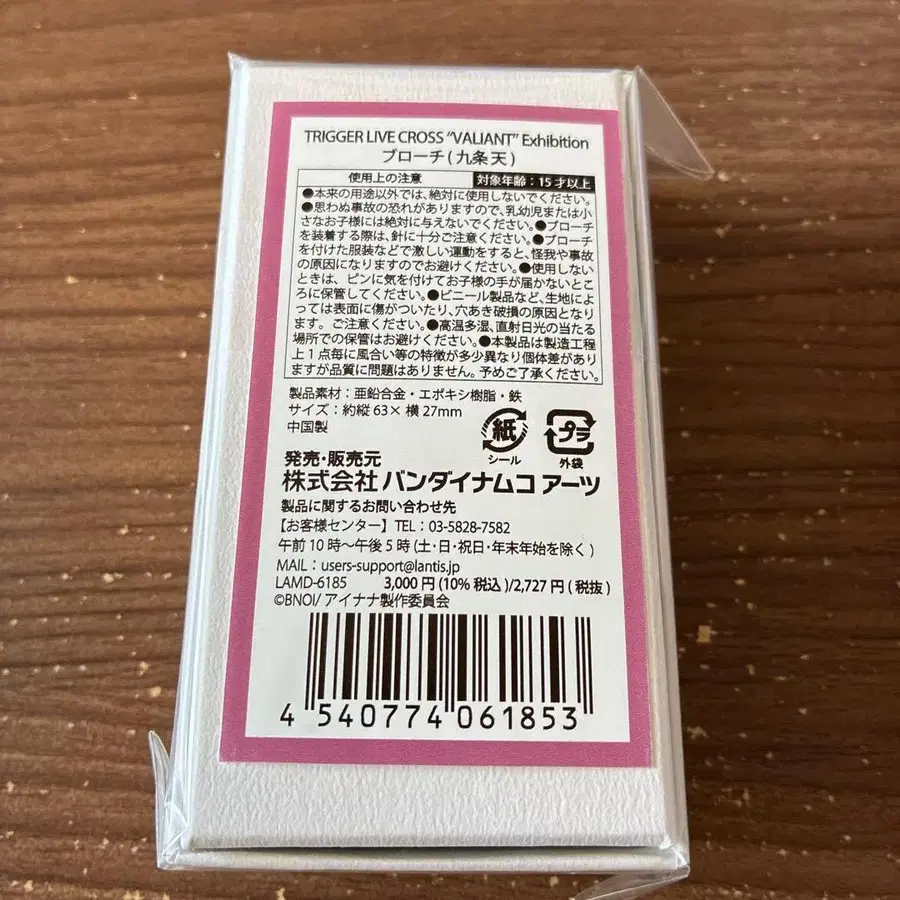 TRIGGER LIVE CROSS “VALIANT” Exhibition
ブローチ ( 九条 天 )
使用上の注意 対象年齢：15才以上
●本来の用途以外では、絶対に使用しないでください。
●思わぬ事故の恐れがありますので、乳幼児または小
さなお子様には絶対に与えないでください。●ブローチ
を装着する際は、針に十分ご注意ください。●ブローチ
を付けた服装などで激しい運動をすると、怪我や事故
の原因になりますのでお避けください。●使用しない
ときは、ピンに気を付けてお子様の手が届かないとこ
ろに保管してください。●ビニール製品など、生地によ
っては表面に傷がついたり、穴あき破損の原因となり
ます。ご注意ください。●高温多湿、直射日光の当たる
場所での保管はお避けください。●本製品は製造工程
上１点毎に風合い等の特徴が多少異なり個体差があり
ますが品質に問題はありません。予めご了承ください。
製品素材：亜鉛合金・エポキシ樹脂・鉄
サイズ：約縦 63× 横 27mm
中国製
紙 シール
プラ 外袋
発売・販売元
株式会社 バンダイナムコ アーツ
製品に関するお問い合わせ先
【お客様センター】 TEL：03-5828-7582
午前 10 時〜午後 5 時 (土・日・祝日・年末年始を除く )
MAIL：users-support@lantis.jp
LAMD-6185 3,000 円 (10% 税込 )/2,727 円 ( 税抜 )
©BNOI/ アイナナ製作委員会
4 540774 061853